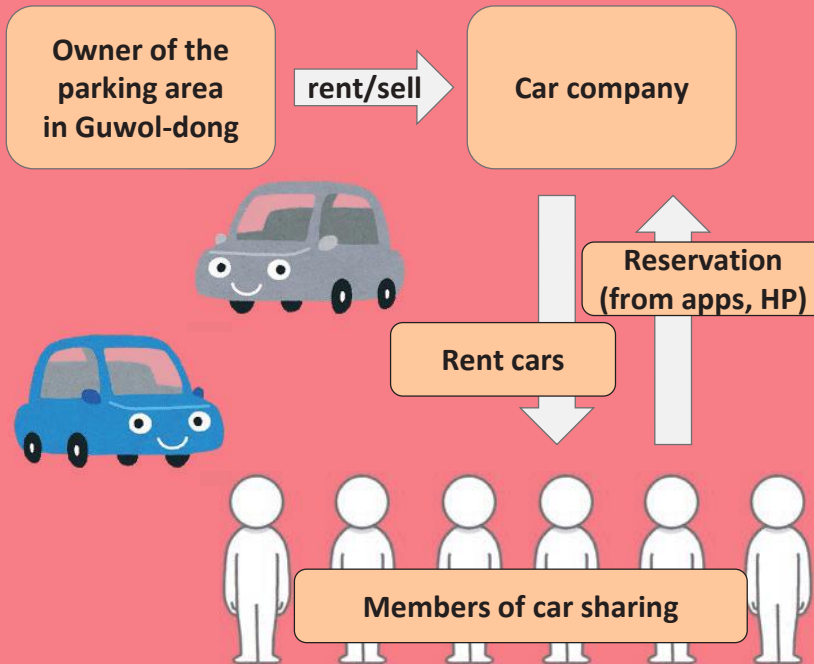 Owner of the
parking area
in Guwol-dong
rent/sell
Car company
Reservation
(from apps, HP)
Rent cars
Members of car sharing